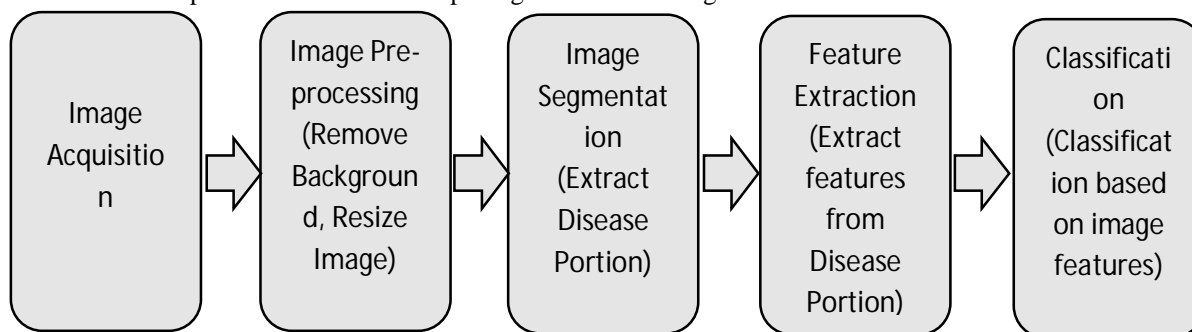 Image
Acquisitio
n
Image Pre-
processing
(Remove
Backgroun
d, Resize
Image)
Image
Segmentat
ion
(Extract
Disease
Portion)
Feature
Extraction
(Extract
features
from
Disease
Portion)
Classificati
on
(Classificat
ion based
on image
features)